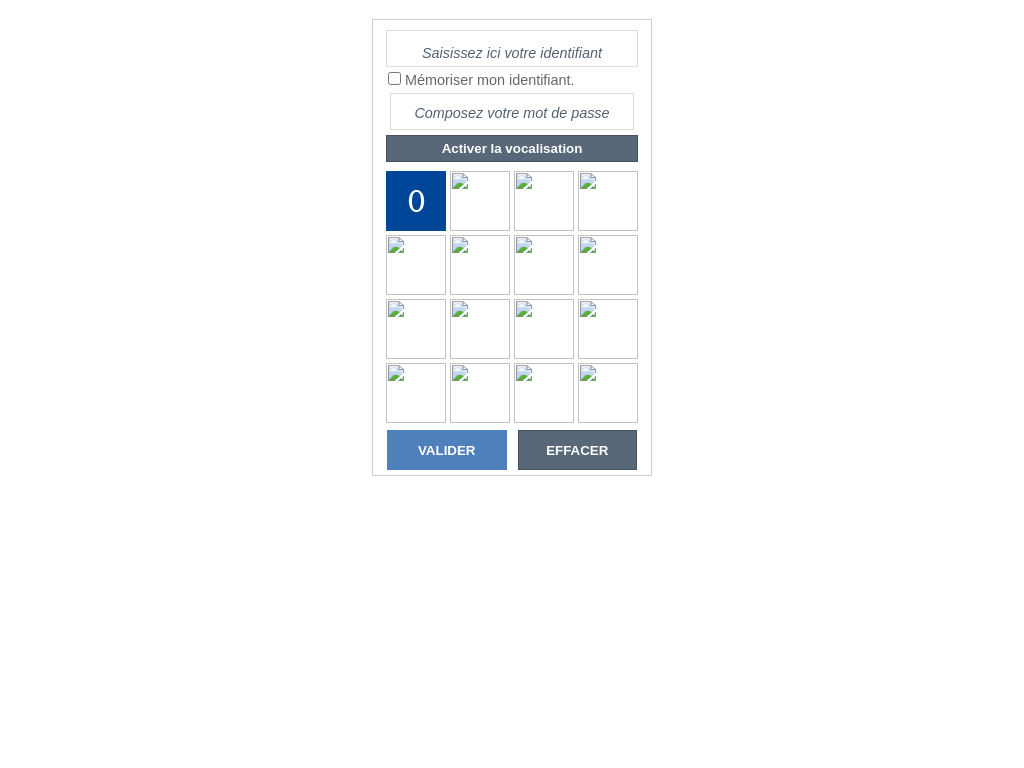 Saisissez ici votre identifiant
Mémoriser mon identifiant.
Composez votre mot de passe
Activer la vocalisation
0
VALIDER EFFACER